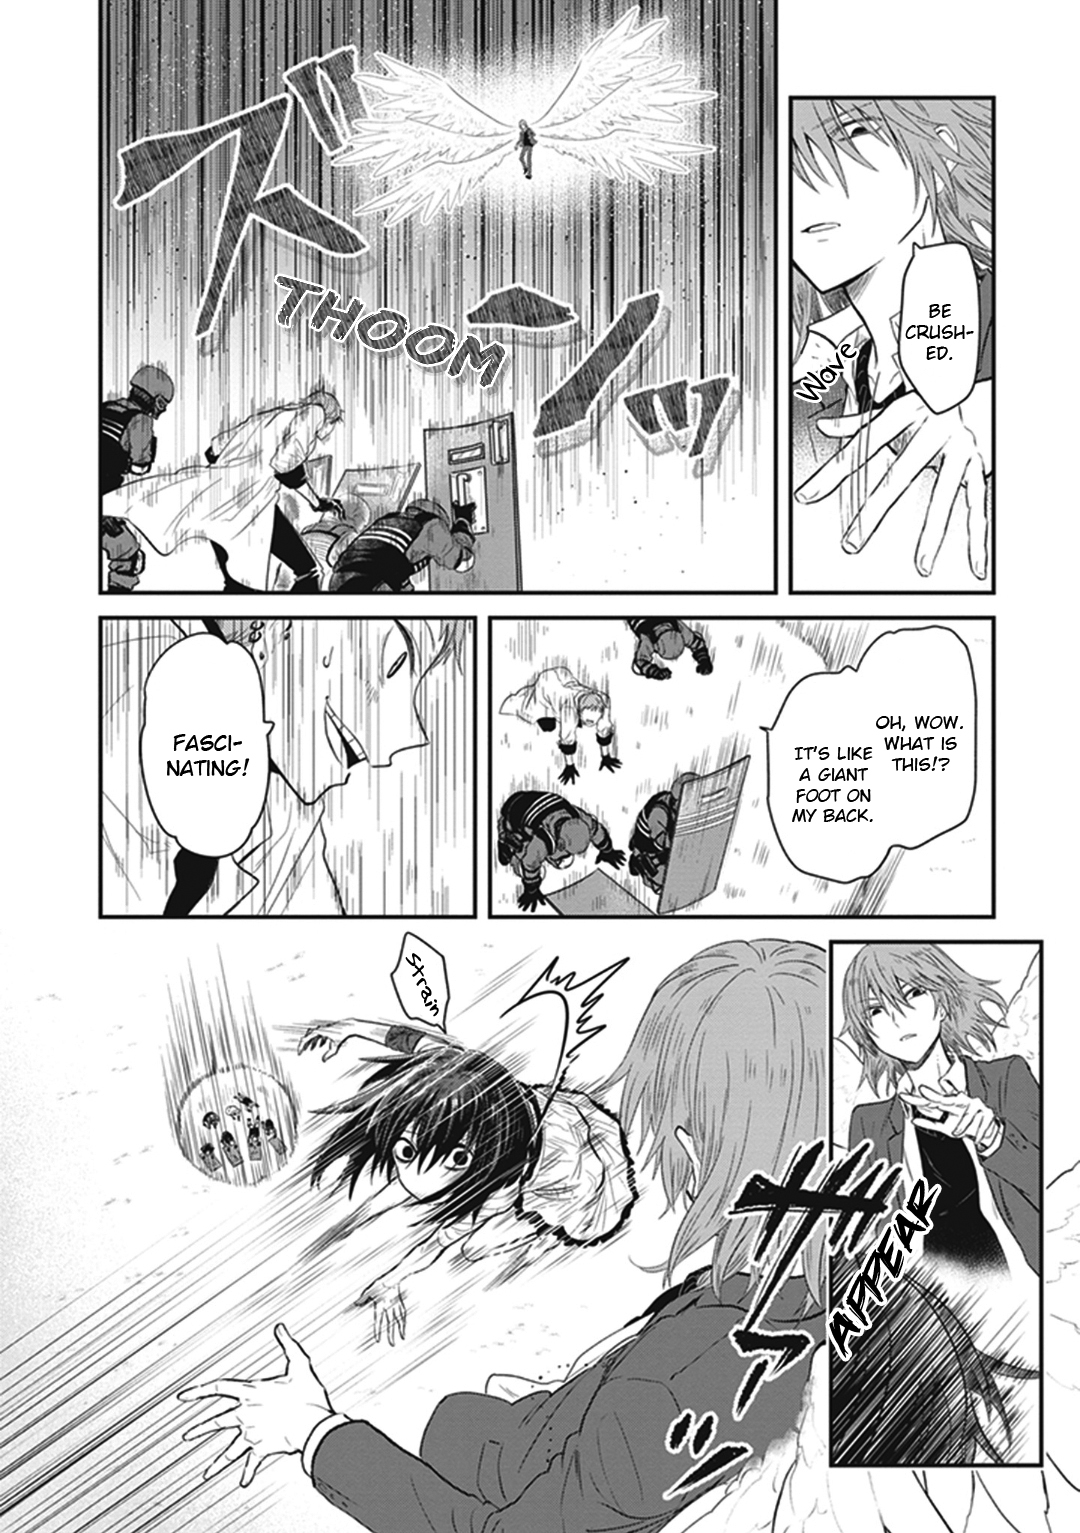 BE
CRUSH-
ED.
Wave
ズンッ
THOOM
OH, WOW.
WHAT IS
THIS!?
IT'S LIKE
A GIANT
FOOT ON
MY BACK.
FASCI-
NATING!
APPEAR
Strain